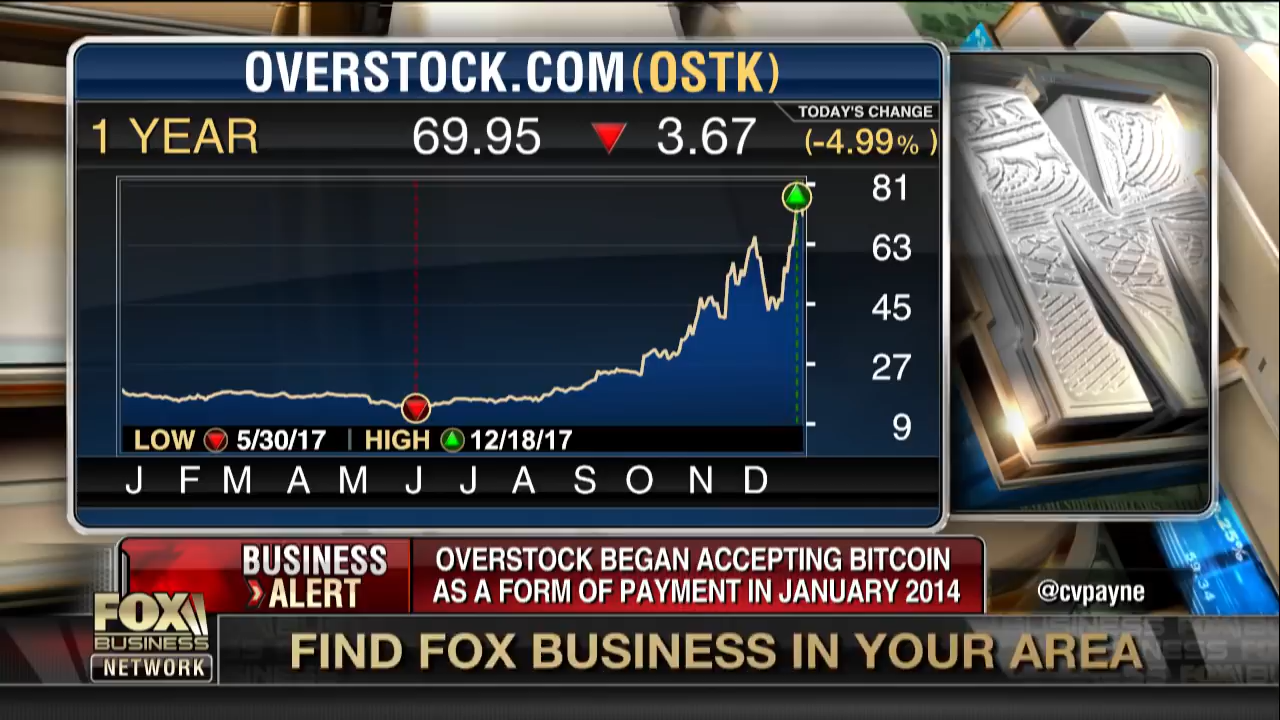 OVERSTOCK.COM (OSTK)
TODAY'S CHANGE
1 YEAR 69.95 3.67 (-4.99%)
81
63
45
27
9
LOW 5/30/17 | HIGH 12/18/17
J F M A M J J A S O N D
BUSINESS ALERT
OVERSTOCK BEGAN ACCEPTING BITCOIN
AS A FORM OF PAYMENT IN JANUARY 2014
@cvpayne
FOX
BUSINESS
NETWORK
FIND FOX BUSINESS IN YOUR AREA